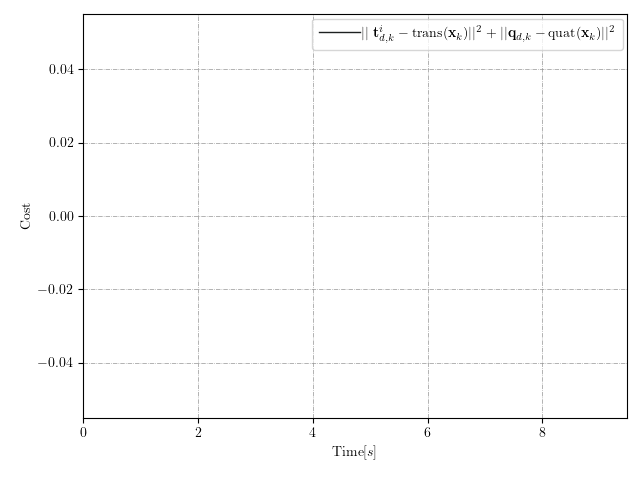 || t^i_{d,k} − trans(x_k)||^2 + ||q_{d,k} − quat(x_k)||^2
0.04
0.02
0.00
−0.02
−0.04
Cost
0 2 4 6 8
Time[s]